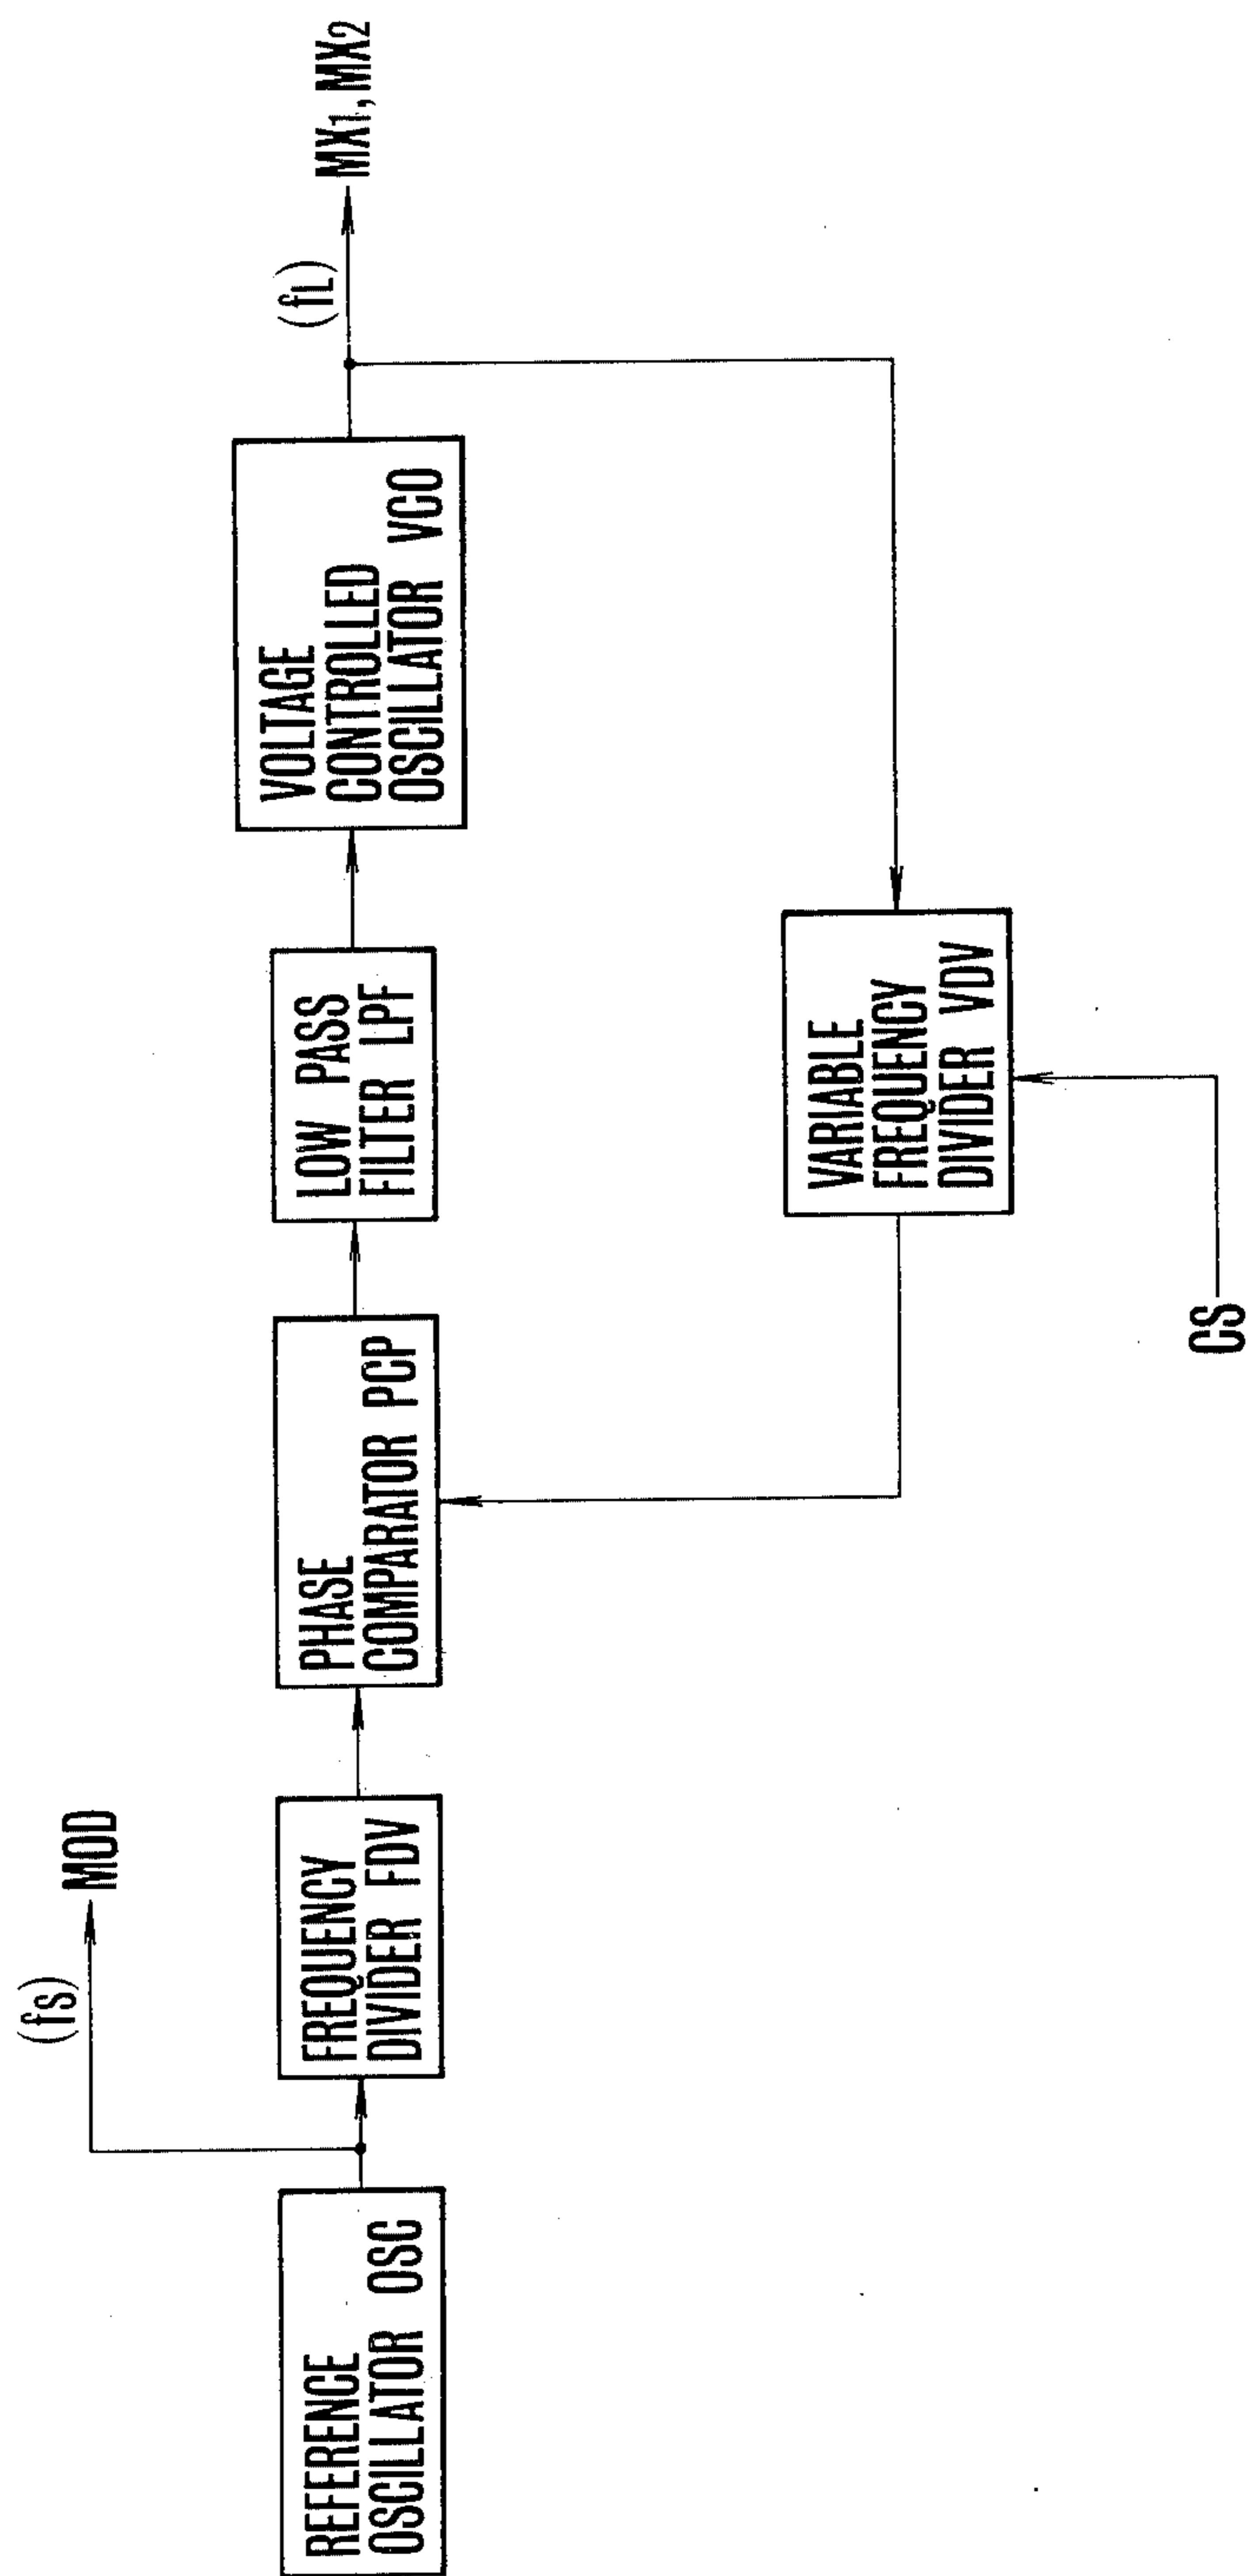 (fS)
MOD
REFERENCE
OSCILLATOR OSC
FREQUENCY
DIVIDER FDV
PHASE
COMPARATOR PCP
LOW PASS
FILTER LPF
VOLTAGE
CONTROLLED
OSCILLATOR VCO
(fL)
MX1, MX2
VARIABLE
FREQUENCY
DIVIDER VDV
CS